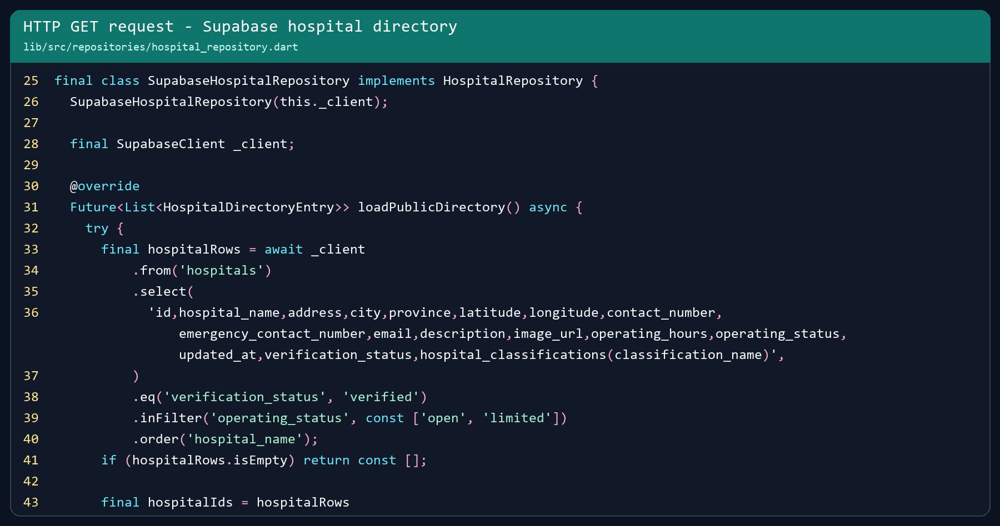 HTTP GET request - Supabase hospital directory
lib/src/repositories/hospital_repository.dart
25  final class SupabaseHospitalRepository implements HospitalRepository {
26    SupabaseHospitalRepository(this._client);
27
28    final SupabaseClient _client;
29
30    @override
31    Future<List<HospitalDirectoryEntry>> loadPublicDirectory() async {
32      try {
33        final hospitalRows = await _client
34            .from('hospitals')
35            .select(
36              'id,hospital_name,address,city,province,latitude,longitude,contact_number,
                  emergency_contact_number,email,description,image_url,operating_hours,operating_status,
                  updated_at,verification_status,hospital_classifications(classification_name)',
37            )
38            .eq('verification_status', 'verified')
39            .inFilter('operating_status', const ['open', 'limited'])
40            .order('hospital_name');
41        if (hospitalRows.isEmpty) return const [];
42
43        final hospitalIds = hospitalRows